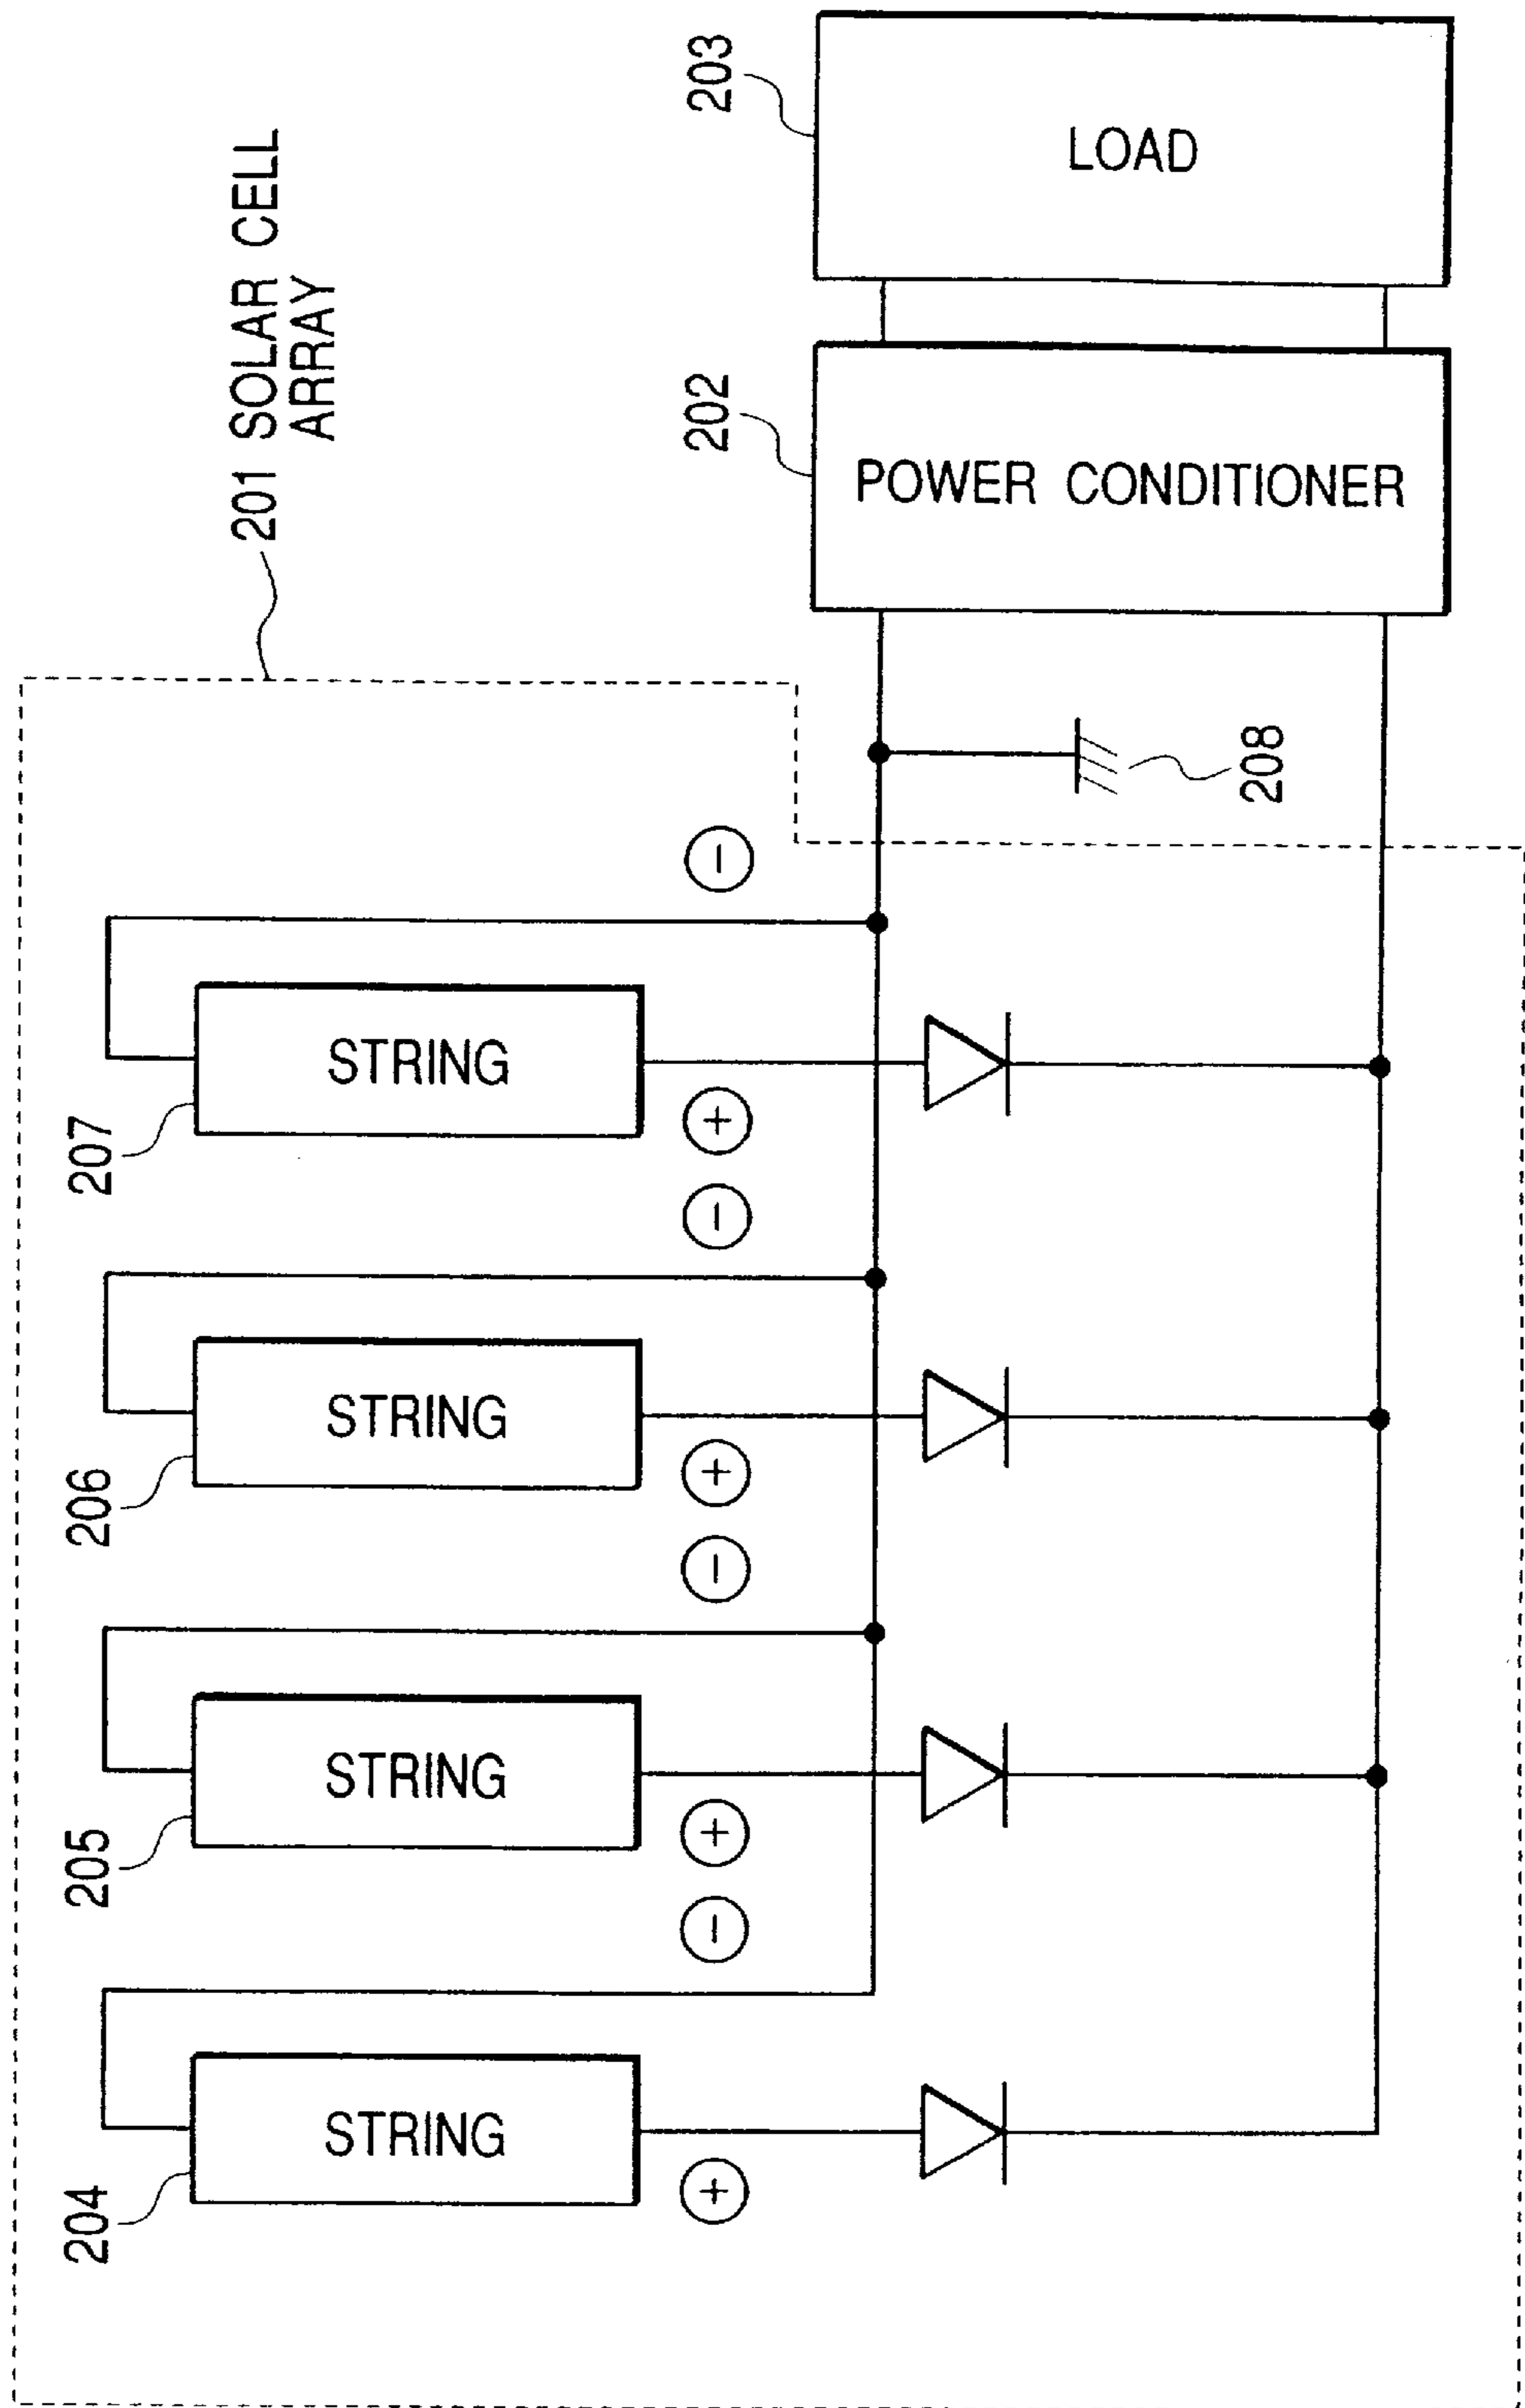 204
205
206
207
201 SOLAR CELL
ARRAY
STRING
STRING
STRING
STRING
+
−
+
−
+
−
+
−
202
203
POWER CONDITIONER
LOAD
208